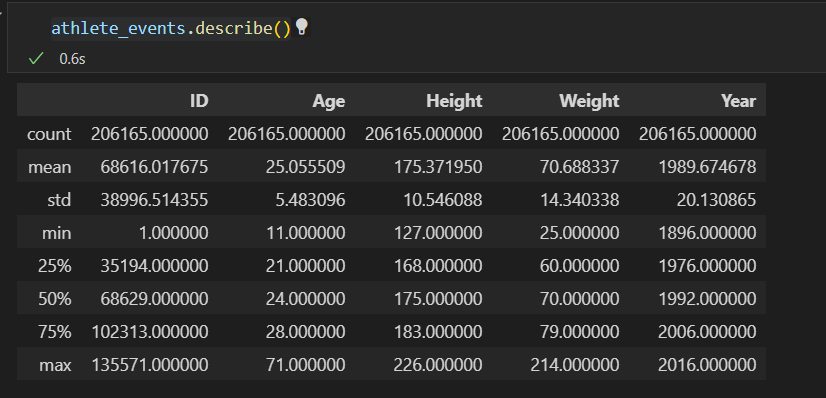 athlete_events.describe()
0.6s
ID Age Height Weight Year
count 206165.000000 206165.000000 206165.000000 206165.000000 206165.000000
mean 68616.017675 25.055509 175.371950 70.688337 1989.674678
std 38996.514355 5.483096 10.546088 14.340338 20.130865
min 1.000000 11.000000 127.000000 25.000000 1896.000000
25% 35194.000000 21.000000 168.000000 60.000000 1976.000000
50% 68629.000000 24.000000 175.000000 70.000000 1992.000000
75% 102313.000000 28.000000 183.000000 79.000000 2006.000000
max 135571.000000 71.000000 226.000000 214.000000 2016.000000